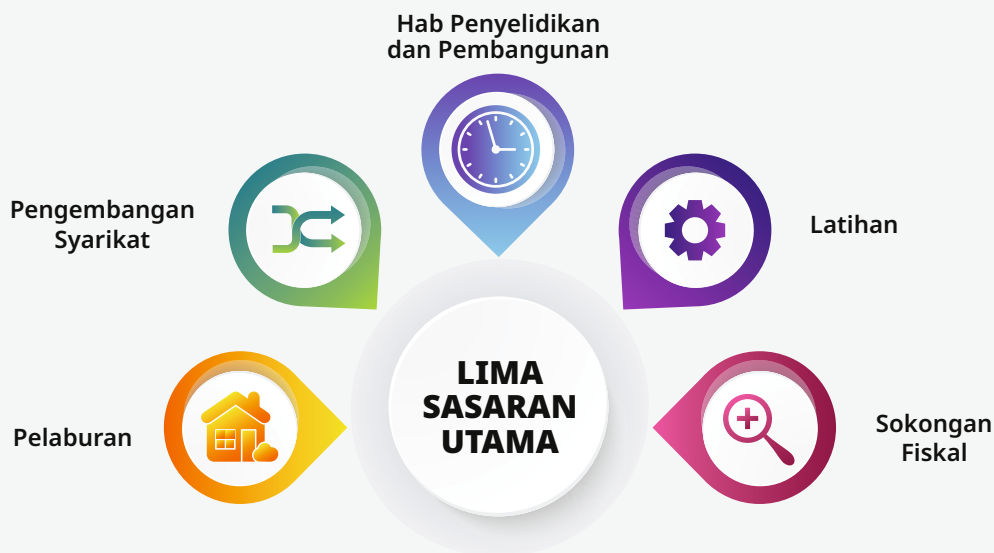 Hab Penyelidikan
dan Pembangunan
Pengembangan
Syarikat
Latihan
LIMA
SASARAN
UTAMA
Pelaburan
Sokongan
Fiskal